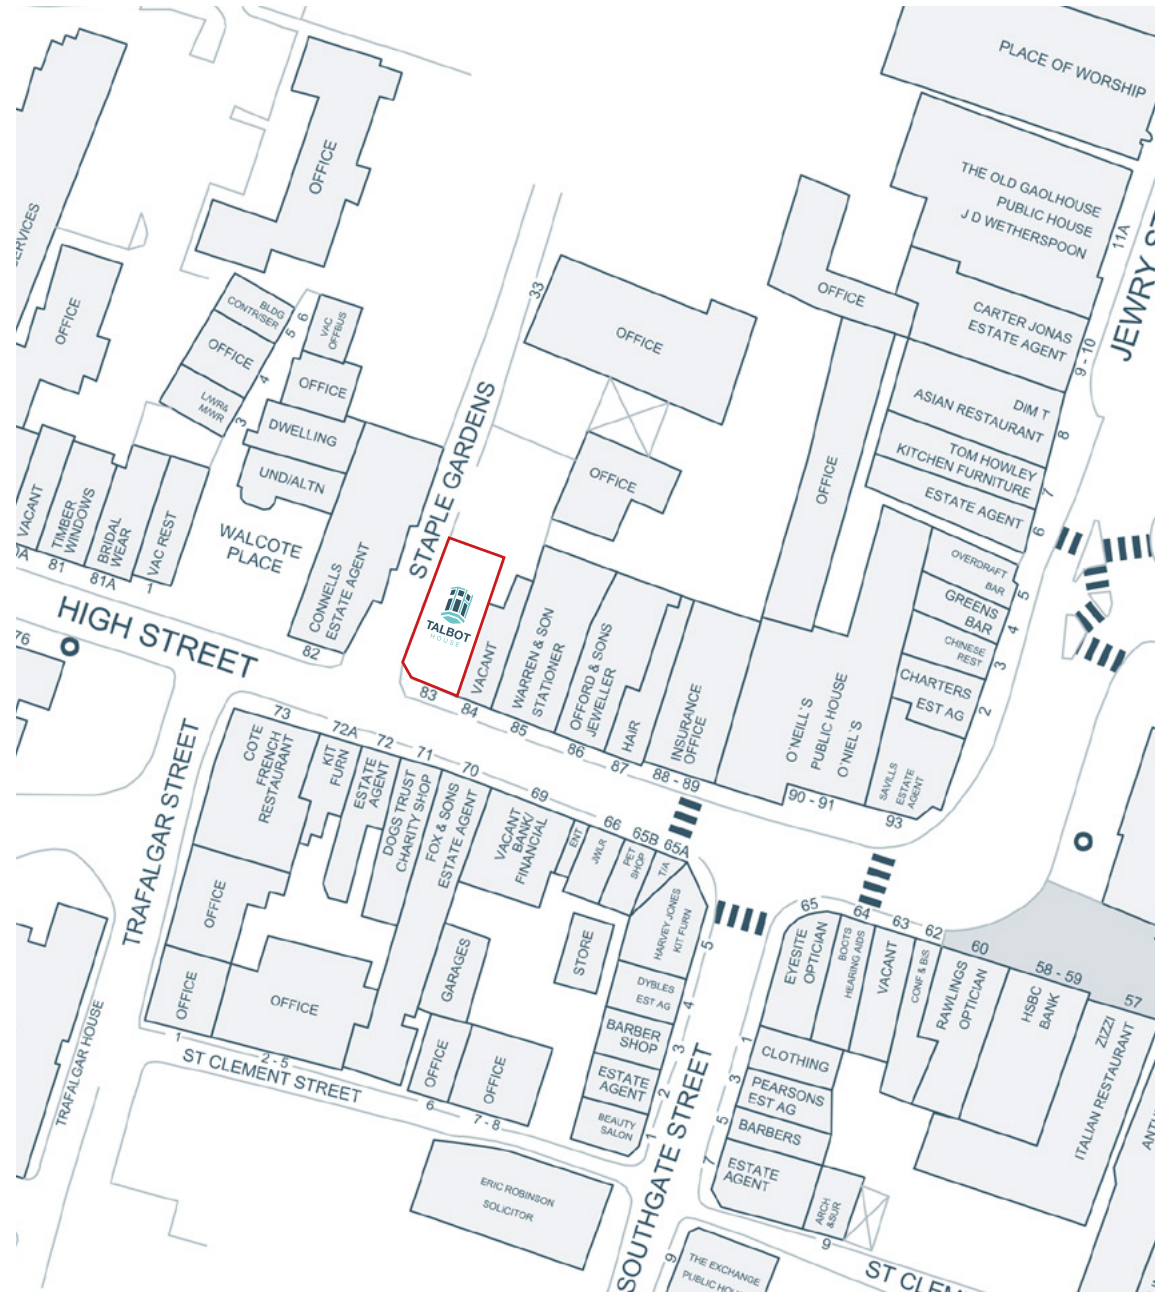 PLACE OF WORSHIP
THE OLD GAOLHOUSE
PUBLIC HOUSE
J D WETHERSPOON
11A
JEWRY ST
OFFICE
SERVICES
OFFICE
BLDG
CONTR/SER
5
6
VAC
OFFBUS
OFFICE
4
OFFICE
L/WR&
M/WR
3
DWELLING
UND/ALTN
33
OFFICE
OFFICE
CARTER JONAS
ESTATE AGENT
9 - 10
DIM T
ASIAN RESTAURANT
8
TOM HOWLEY
KITCHEN FURNITURE
7
ESTATE AGENT
6
OFFICE
OFFICE
STAPLE GARDENS
VACANT
TIMBER
WINDOWS
81
BRIDAL
WEAR
81A
VAC REST
1
WALCOTE
PLACE
CONNELLS
ESTATE AGENT
82
HIGH STREET
76
TALBOT
HOUSE
83
VACANT
84
WARREN & SON
STATIONER
85
OFFORD & SONS
JEWELLER
86
HAIR
87
INSURANCE
OFFICE
88 - 89
O'NEILL'S
PUBLIC HOUSE
O'NIEL'S
90 - 91
OVERDRAFT
BAR
5
GREENS
BAR
4
CHINESE
REST
3
CHARTERS
EST AG
2
SAVILLS
ESTATE
AGENT
93
TRAFALGAR STREET
73
COTE
FRENCH
RESTAURANT
72A
KIT
FURN
72
ESTATE
AGENT
71
DOGS TRUST
CHARITY SHOP
70
FOX & SONS
ESTATE AGENT
69
VACANT
BANK/
FINANCIAL
ENT
66
JWLR
65B
PET
SHOP
65A
T/A
HARVEY JONES
KIT FURN
5
OFFICE
OFFICE
OFFICE
GARAGES
STORE
DYBLES
EST AG
4
BARBER
SHOP
3
ESTATE
AGENT
2
BEAUTY
SALON
1
1
2 - 5
ST CLEMENT STREET
OFFICE
6
OFFICE
7 - 8
TRAFALGAR HOUSE
ERIC ROBINSON
SOLICITOR
SOUTHGATE STREET
65
EYESITE
OPTICIAN
64
BOOTS
HEARING AIDS
63
VACANT
62
CONF & BIS
60
RAWLINGS
OPTICIAN
58 - 59
HSBC
BANK
57
ZIZZI
ITALIAN RESTAURANT
1
CLOTHING
3
PEARSONS
EST AG
5
BARBERS
7
ESTATE
AGENT
ARCH
&SUR
9
ST CLEM
9
THE EXCHANGE